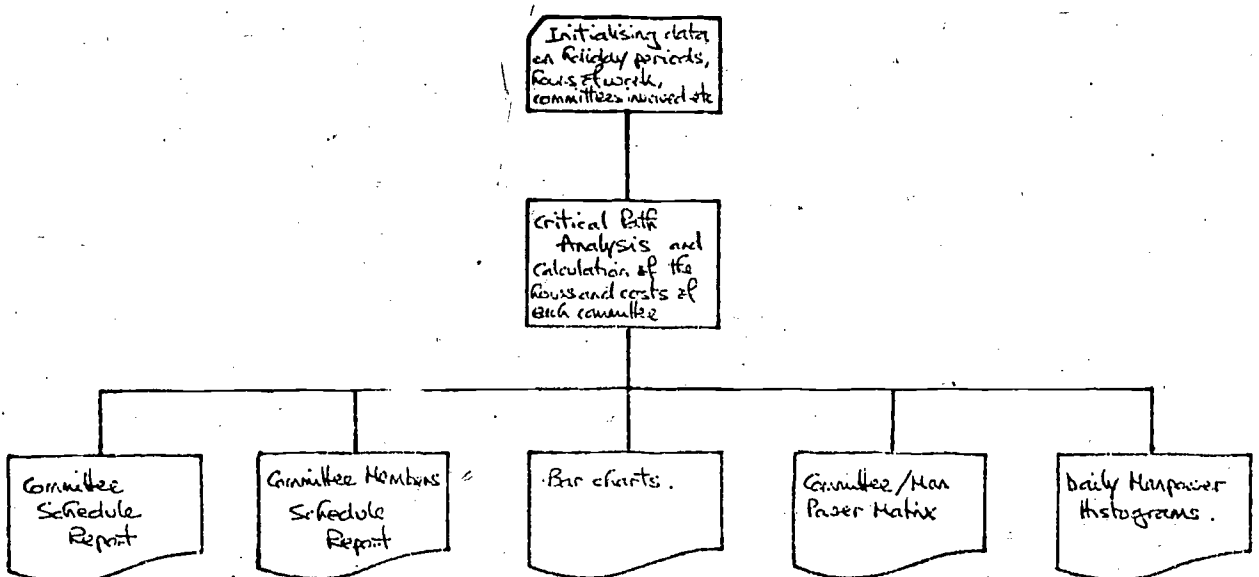 Initialising data
on holiday periods,
hours of work,
committees involved etc
Critical Path
Analysis and
calculation of the
hours and costs of
each committee
Committee
Schedule
Report
Committee Members
Schedule
Report
Bar charts.
Committee/Man
Power Matrix
Daily Manpower
Histograms.